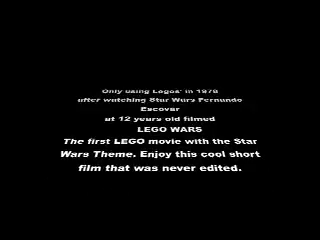 Only using Legos' in 1978
after watching Star Wars Fernando
Escovar
at 12 years old filmed
LEGO WARS
The first LEGO movie with the Star
Wars Theme. Enjoy this cool short
film that was never edited.